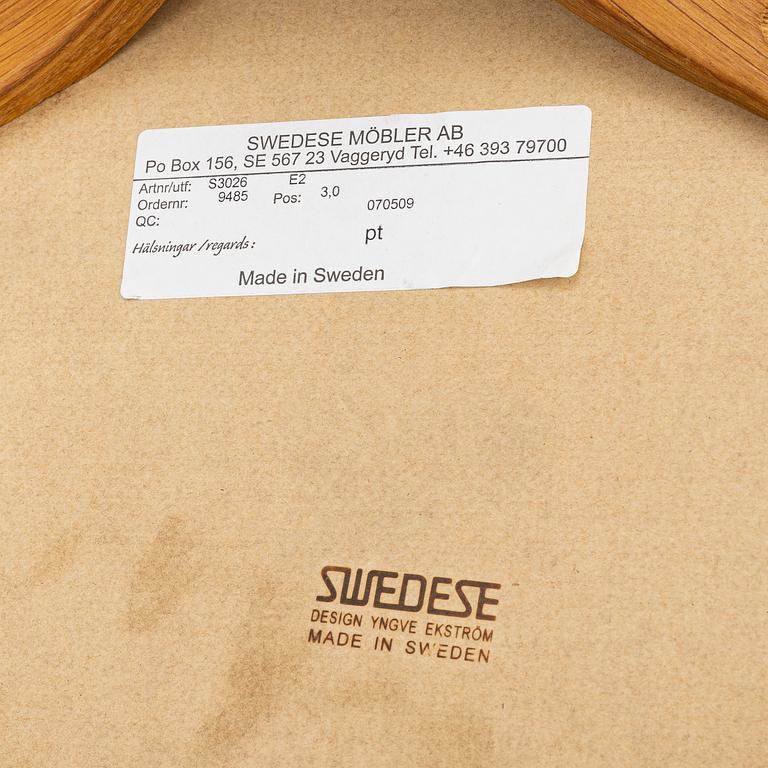 SWEDESE MÖBLER AB
Po Box 156, SE 567 23 Vaggeryd Tel. +46 393 79700
Artnr/utf: S3026 E2
Ordernr: 9485 Pos: 3,0 070509
QC:
pt
Hälsningar /regards:
Made in Sweden
SWEDESE
DESIGN YNGVE EKSTRÖM
MADE IN SWEDEN